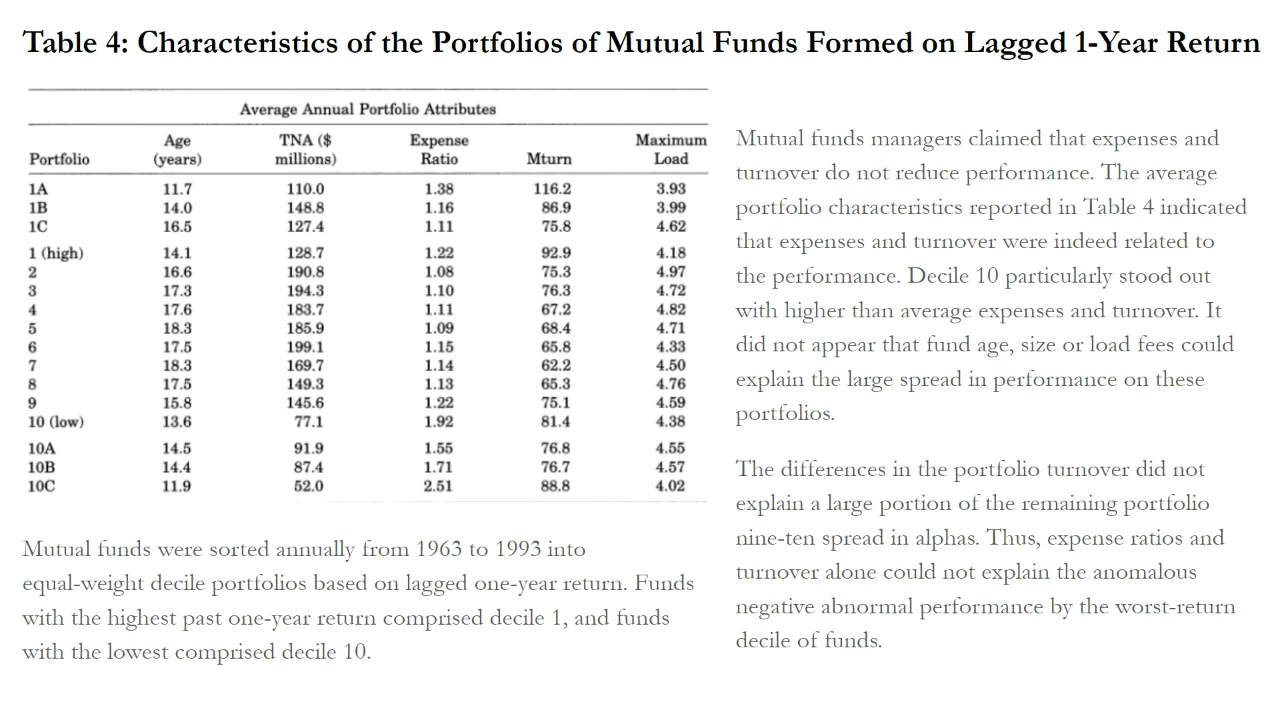 Table 4: Characteristics of the Portfolios of Mutual Funds Formed on Lagged 1-Year Return
Average Annual Portfolio Attributes
Portfolio Age (years) TNA ($ millions) Expense Ratio Mturn Maximum Load
1A 11.7 110.0 1.38 116.2 3.93
1B 14.0 148.8 1.16 86.9 3.99
1C 16.5 127.4 1.11 75.8 4.62
1 (high) 14.1 128.7 1.22 92.9 4.18
2 16.6 190.8 1.08 75.3 4.97
3 17.3 194.3 1.10 76.3 4.72
4 17.6 183.7 1.11 67.2 4.82
5 18.3 185.9 1.09 68.4 4.71
6 17.5 199.1 1.15 65.8 4.33
7 18.3 169.7 1.14 62.2 4.50
8 17.5 149.3 1.13 65.3 4.76
9 15.8 145.6 1.22 75.1 4.59
10 (low) 13.6 77.1 1.92 81.4 4.38
10A 14.5 91.9 1.55 76.8 4.55
10B 14.4 87.4 1.71 76.7 4.57
10C 11.9 52.0 2.51 88.8 4.02
Mutual funds were sorted annually from 1963 to 1993 into
equal-weight decile portfolios based on lagged one-year return. Funds
with the highest past one-year return comprised decile 1, and funds
with the lowest comprised decile 10.
Mutual funds managers claimed that expenses and
turnover do not reduce performance. The average
portfolio characteristics reported in Table 4 indicated
that expenses and turnover were indeed related to
the performance. Decile 10 particularly stood out
with higher than average expenses and turnover. It
did not appear that fund age, size or load fees could
explain the large spread in performance on these
portfolios.
The differences in the portfolio turnover did not
explain a large portion of the remaining portfolio
nine-ten spread in alphas. Thus, expense ratios and
turnover alone could not explain the anomalous
negative abnormal performance by the worst-return
decile of funds.